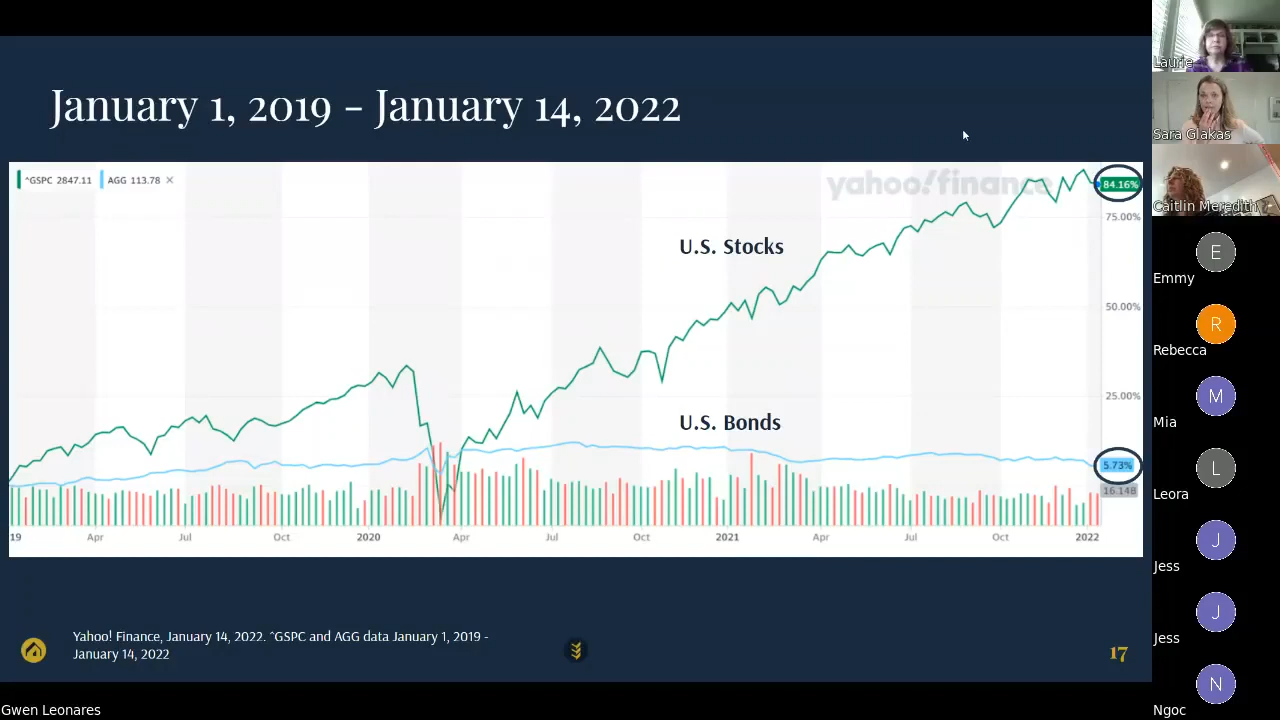 January 1, 2019 – January 14, 2022
^GSPC 2847.11 AGG 113.78 ✕
yahoo!finance
84.16%
75.00%
U.S. Stocks
50.00%
25.00%
U.S. Bonds
5.73%
16.14B
19 Apr Jul Oct 2020 Apr Jul Oct 2021 Apr Jul Oct 2022
Yahoo! Finance, January 14, 2022. ^GSPC and AGG data January 1, 2019 -
January 14, 2022
17
Gwen Leonares
Laurie
Sara Glakas
Caitlin Meredith
E
Emmy
R
Rebecca
M
Mia
L
Leora
J
Jess
J
Jess
N
Ngoc